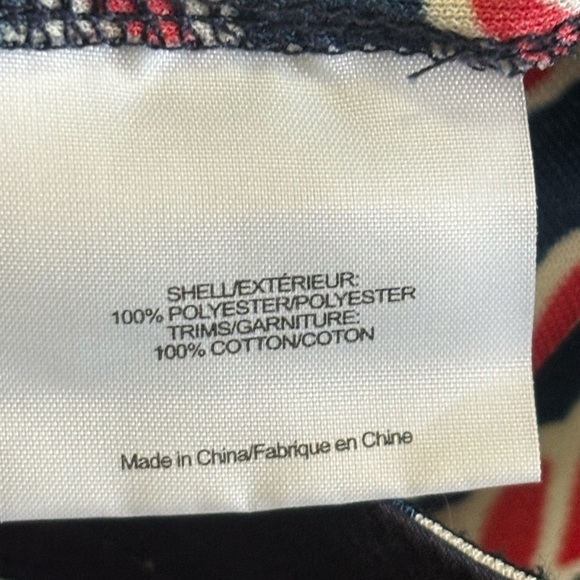 SHELL/EXTÉRIEUR:
100% POLYESTER/POLYESTER
TRIMS/GARNITURE:
100% COTTON/COTON
Made in China/Fabrique en Chine